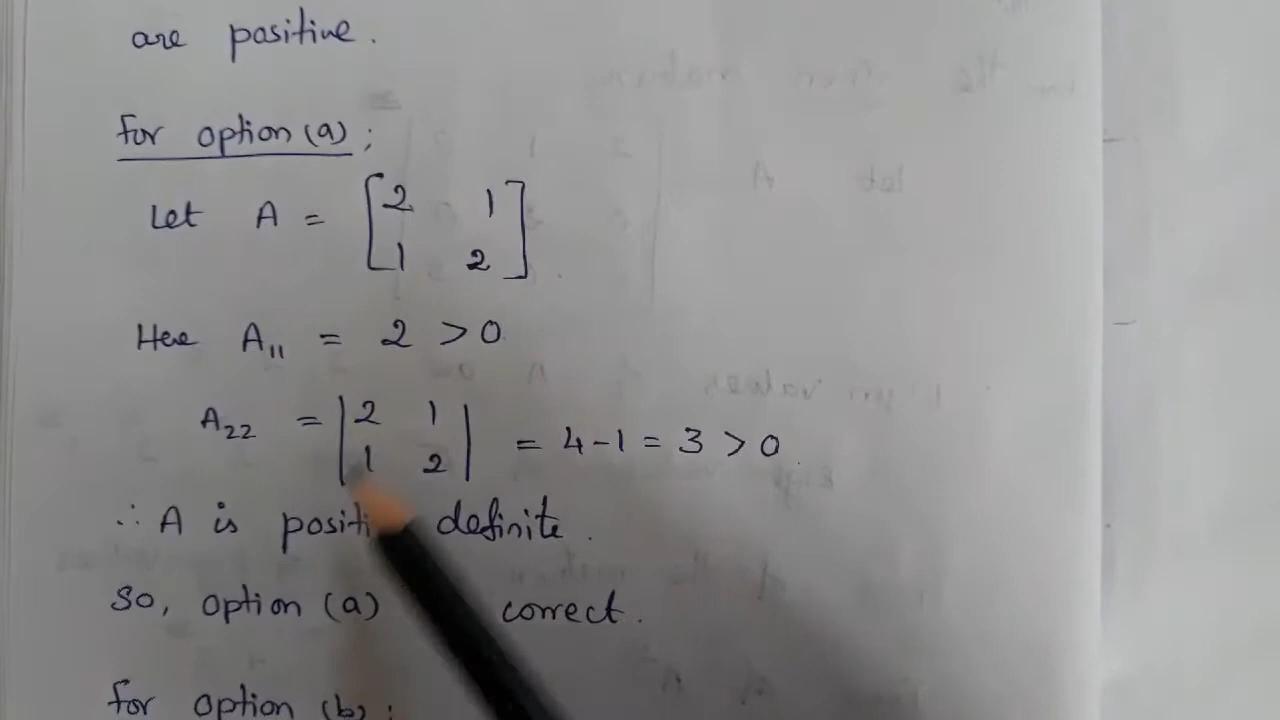 are positive.
For option (a);
Let A = [2 1
1 2]
Here A11 = 2 > 0
A22 = |2 1
1 2| = 4 - 1 = 3 > 0.
∴ A is positi definite.
So, option (a) correct.
For option (b):